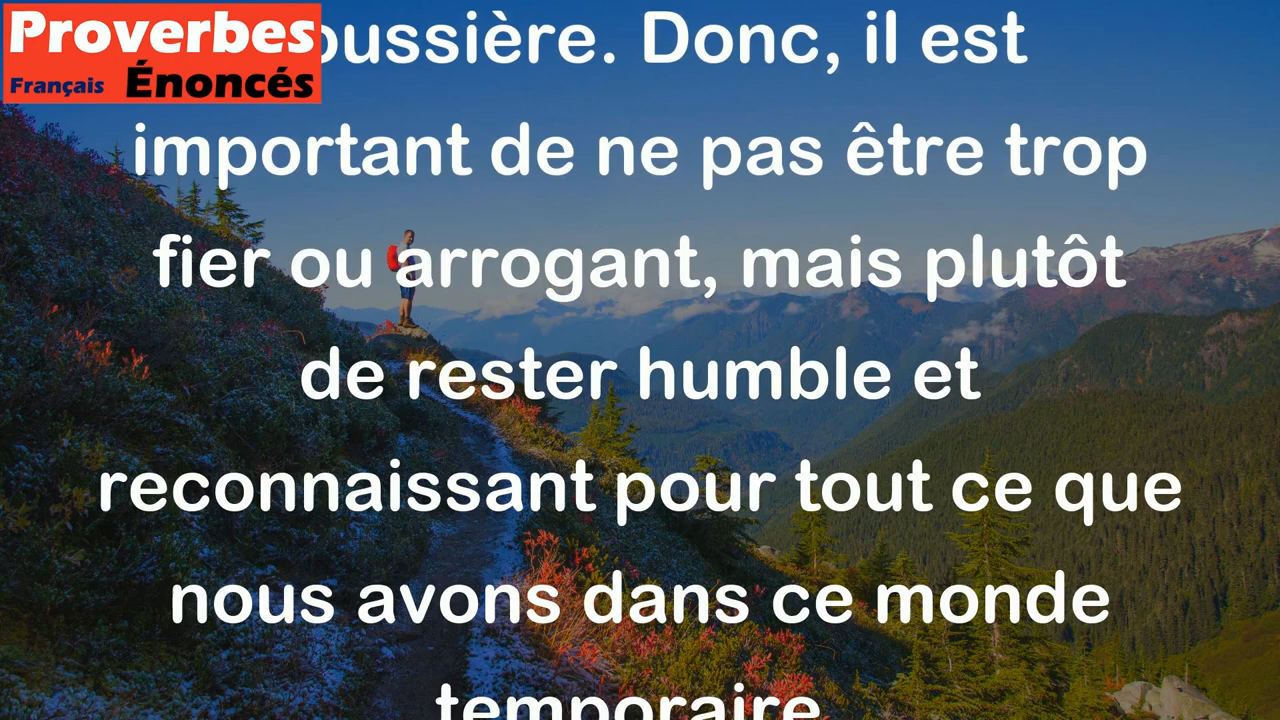 Proverbes
Français Énoncés
oussière. Donc, il est
important de ne pas être trop
fier ou arrogant, mais plutôt
de rester humble et
reconnaissant pour tout ce que
nous avons dans ce monde
temporaire